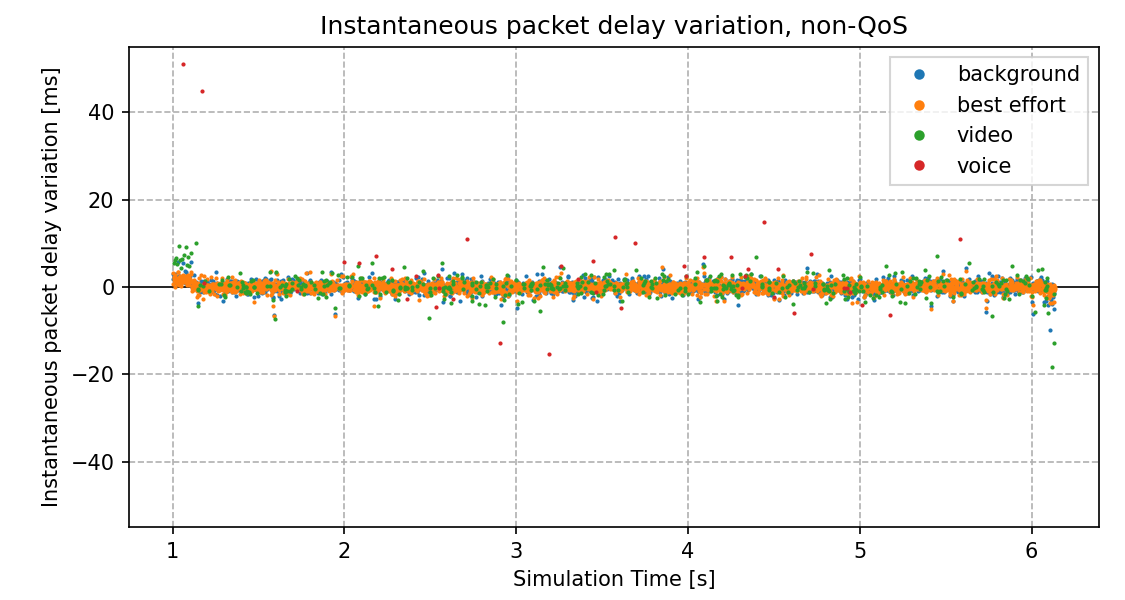 Instantaneous packet delay variation, non-QoS
Instantaneous packet delay variation [ms]
40
20
0
−20
−40
background
best effort
video
voice
1
2
3
4
5
6
Simulation Time [s]